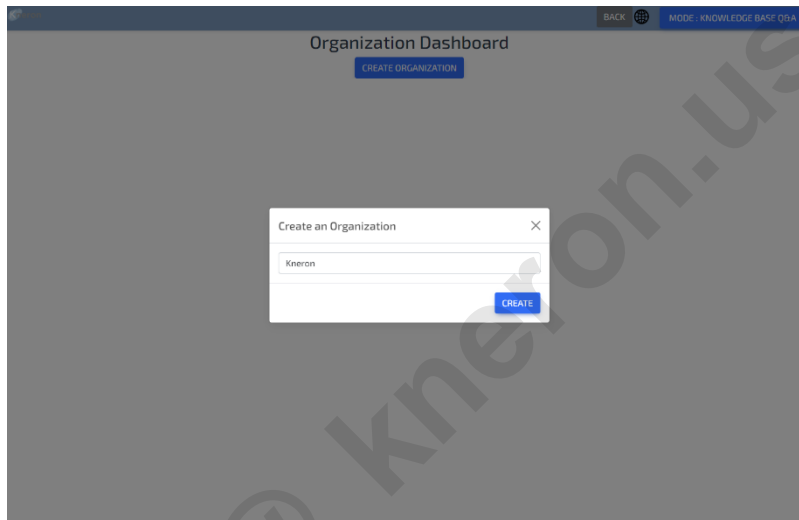 BACK
MODE : KNOWLEDGE BASE Q&A
Organization Dashboard
CREATE ORGANIZATION
Create an Organization
Kneron
CREATE
@ kneron.us